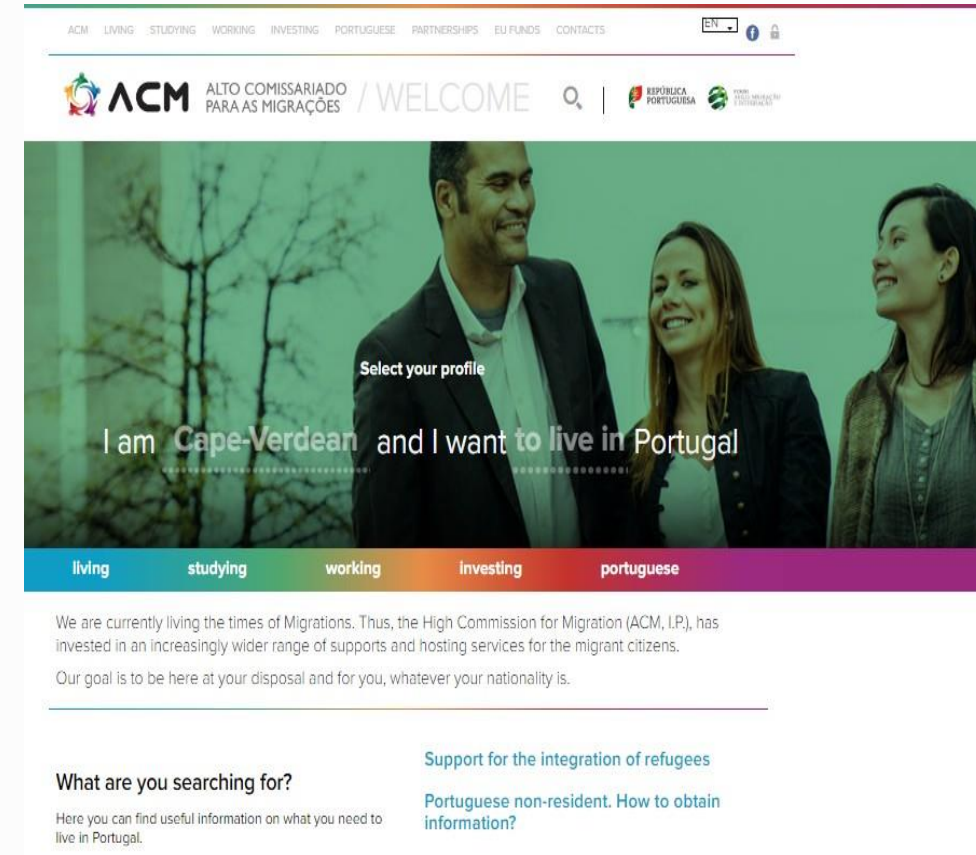 ACM LIVING STUDYING WORKING INVESTING PORTUGUESE PARTNERSHIPS EU FUNDS CONTACTS
EN
ACM ALTO COMISSARIADO
PARA AS MIGRAÇÕES
/ WELCOME
REPÚBLICA
PORTUGUESA
Select your profile
I am Cape-Verdean and I want to live in Portugal
living studying working investing portuguese
We are currently living the times of Migrations. Thus, the High Commission for Migration (ACM, I.P.), has
invested in an increasingly wider range of supports and hosting services for the migrant citizens.
Our goal is to be here at your disposal and for you, whatever your nationality is.
What are you searching for?
Here you can find useful information on what you need to
live in Portugal.
Support for the integration of refugees
Portuguese non-resident. How to obtain
information?